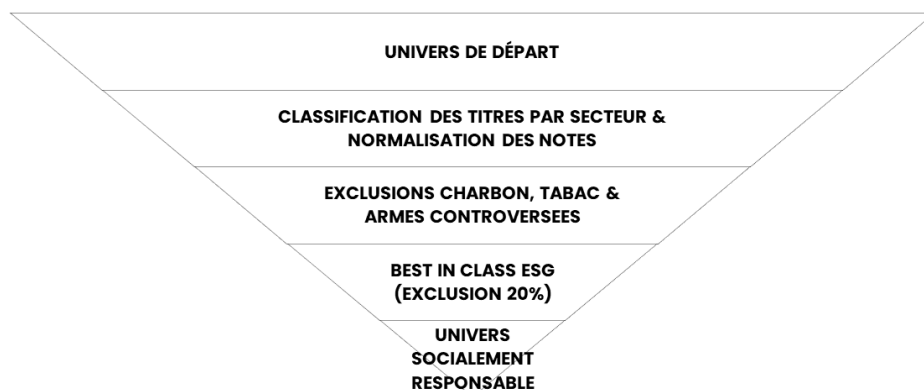 UNIVERS DE DÉPART
CLASSIFICATION DES TITRES PAR SECTEUR &
NORMALISATION DES NOTES
EXCLUSIONS CHARBON, TABAC &
ARMES CONTROVERSEES
BEST IN CLASS ESG
(EXCLUSION 20%)
UNIVERS
SOCIALEMENT
RESPONSABLE